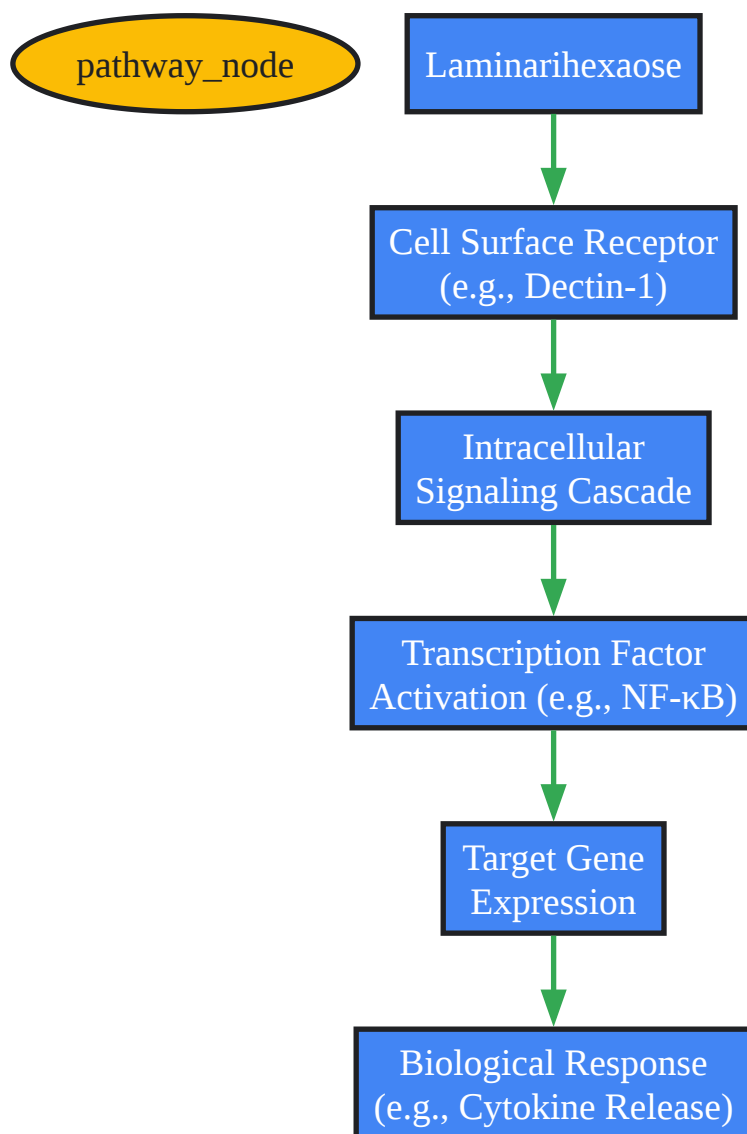 pathway_node
Laminarihexaose
Cell Surface Receptor
(e.g., Dectin-1)
Intracellular
Signaling Cascade
Transcription Factor
Activation (e.g., NF-κB)
Target Gene
Expression
Biological Response
(e.g., Cytokine Release)